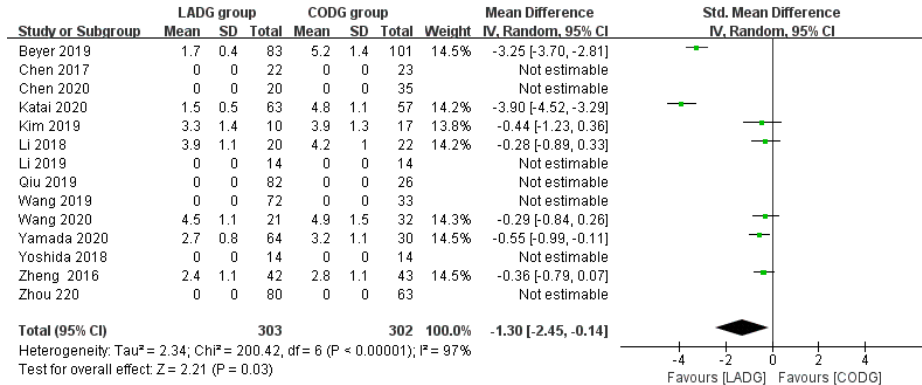 LADG group CODG group Mean Difference Std. Mean Difference
Study or Subgroup Mean SD Total Mean SD Total Weight IV, Random, 95% CI IV, Random, 95% CI
Beyer 2019 1.7 0.4 83 5.2 1.4 101 14.5% -3.25 [-3.70, -2.81]
Chen 2017 0 0 22 0 0 23 Not estimable
Chen 2020 0 0 20 0 0 35 Not estimable
Katai 2020 1.5 0.5 63 4.8 1.1 57 14.2% -3.90 [-4.52, -3.29]
Kim 2019 3.3 1.4 10 3.9 1.3 17 13.8% -0.44 [-1.23, 0.36]
Li 2018 3.9 1.1 20 4.2 1 22 14.2% -0.28 [-0.89, 0.33]
Li 2019 0 0 14 0 0 14 Not estimable
Qiu 2019 0 0 82 0 0 26 Not estimable
Wang 2019 0 0 72 0 0 33 Not estimable
Wang 2020 4.5 1.1 21 4.9 1.5 32 14.3% -0.29 [-0.84, 0.26]
Yamada 2020 2.7 0.8 64 3.2 1.1 30 14.5% -0.55 [-0.99, -0.11]
Yoshida 2018 0 0 14 0 0 14 Not estimable
Zheng 2016 2.4 1.1 42 2.8 1.1 43 14.5% -0.36 [-0.79, 0.07]
Zhou 220 0 0 80 0 0 63 Not estimable
Total (95% CI) 303 302 100.0% -1.30 [-2.45, -0.14]
Heterogeneity: Tau² = 2.34; Chi² = 200.42, df = 6 (P < 0.00001); I² = 97%
Test for overall effect: Z = 2.21 (P = 0.03)
-4 -2 0 2 4
Favours [LADG] Favours [CODG]